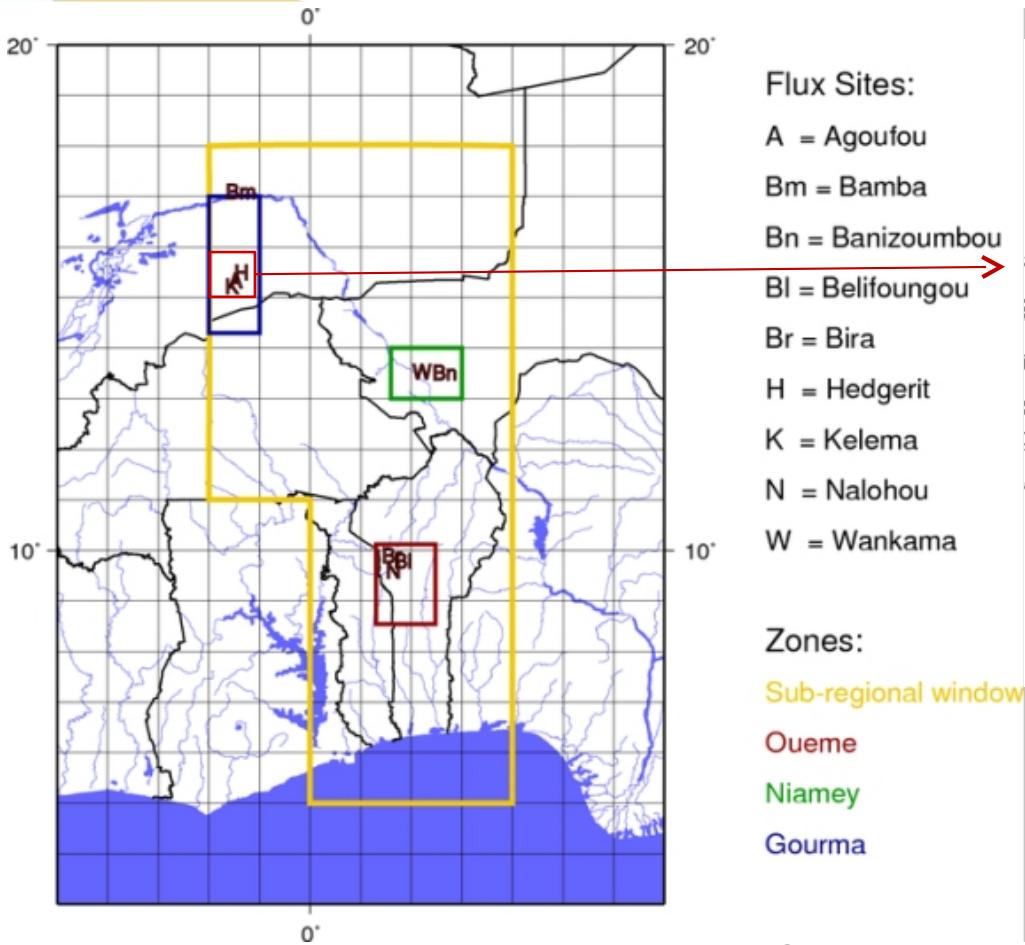 0°
20°
20°
Flux Sites:
A = Agoufou
Bm
Bm = Bamba
Bn = Banizoumbou
H
K
Bl = Belifoungou
Br = Bira
WBn
H = Hedgerit
K = Kelema
N = Nalohou
10°
10°
W = Wankama
Bl
N
Zones:
Sub-regional window
Oueme
Niamey
Gourma
0°